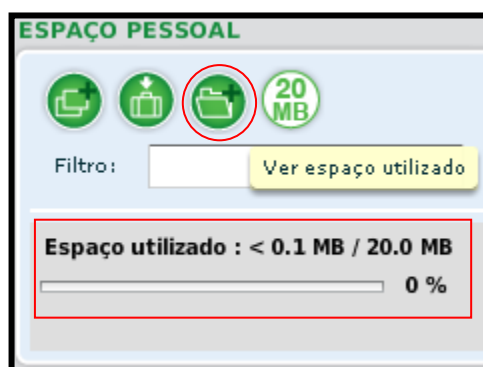 ESPAÇO PESSOAL
20
MB
Filtro:
Ver espaço utilizado
Espaço utilizado : < 0.1 MB / 20.0 MB
0 %